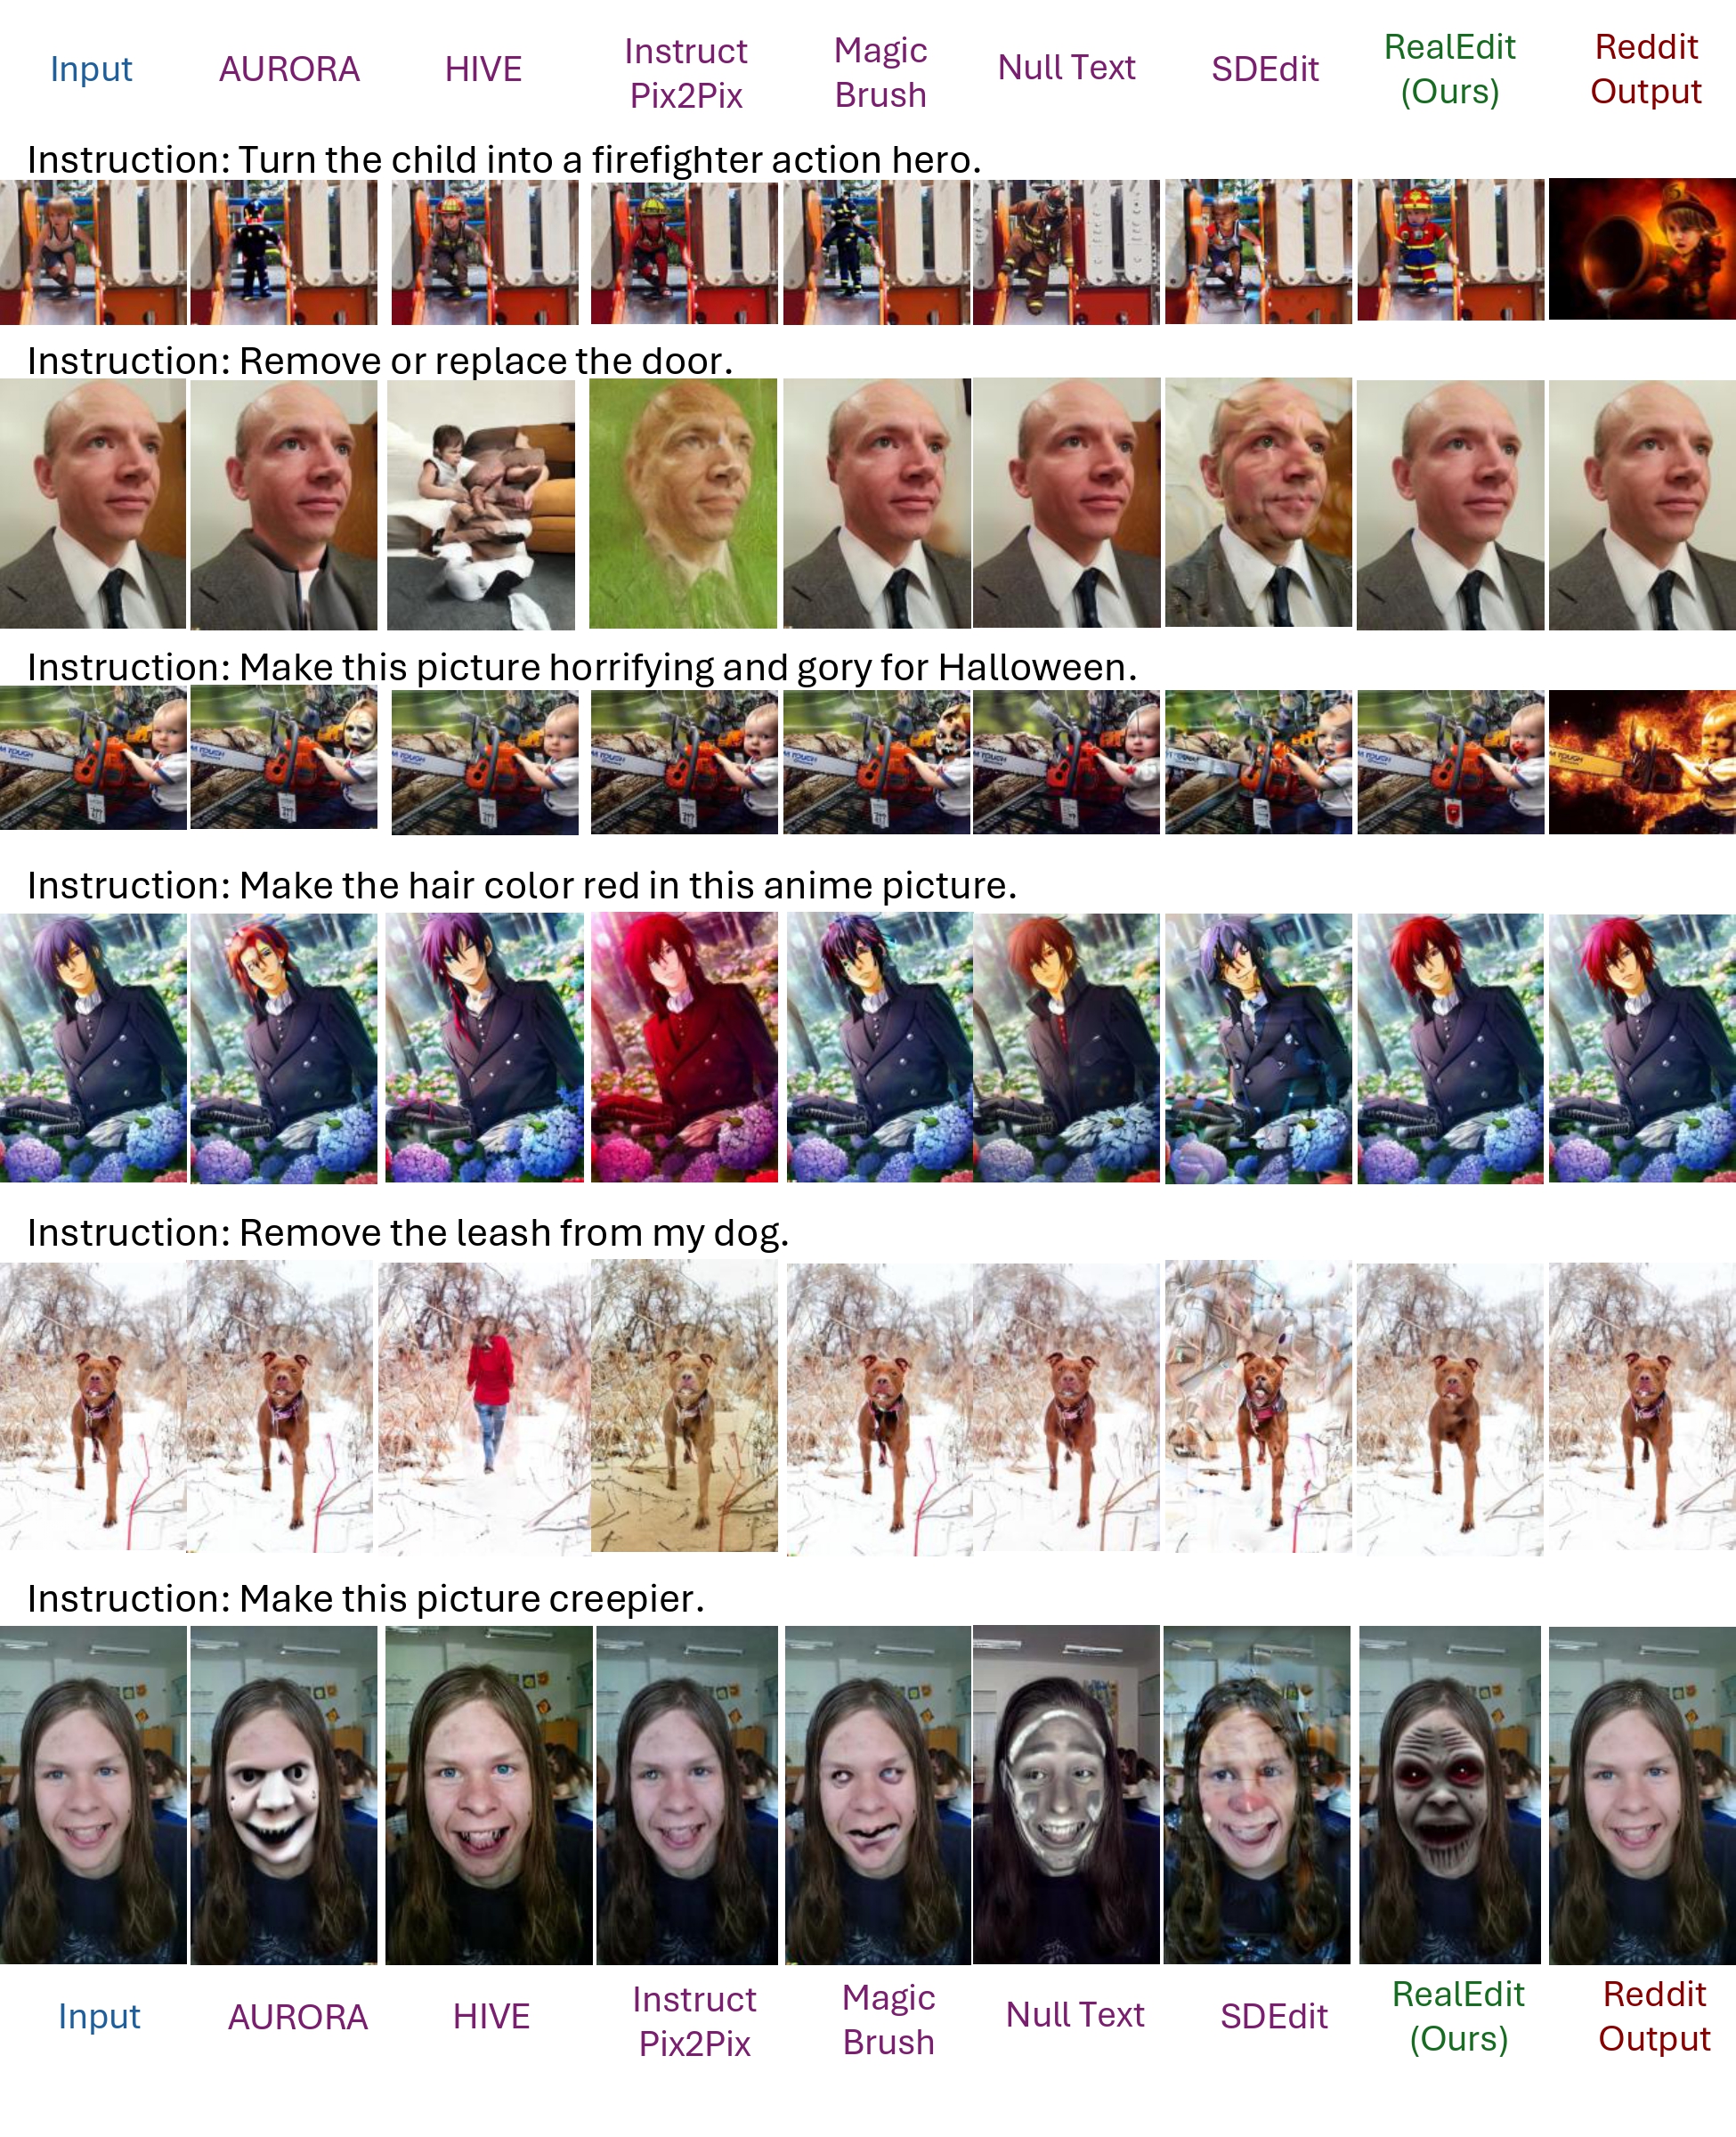 Input AURORA HIVE Instruct Pix2Pix Magic Brush Null Text SDEdit RealEdit (Ours) Reddit Output
Instruction: Turn the child into a firefighter action hero.
Instruction: Remove or replace the door.
Instruction: Make this picture horrifying and gory for Halloween.
Instruction: Make the hair color red in this anime picture.
Instruction: Remove the leash from my dog.
Instruction: Make this picture creepier.
Input AURORA HIVE Instruct Pix2Pix Magic Brush Null Text SDEdit RealEdit (Ours) Reddit Output